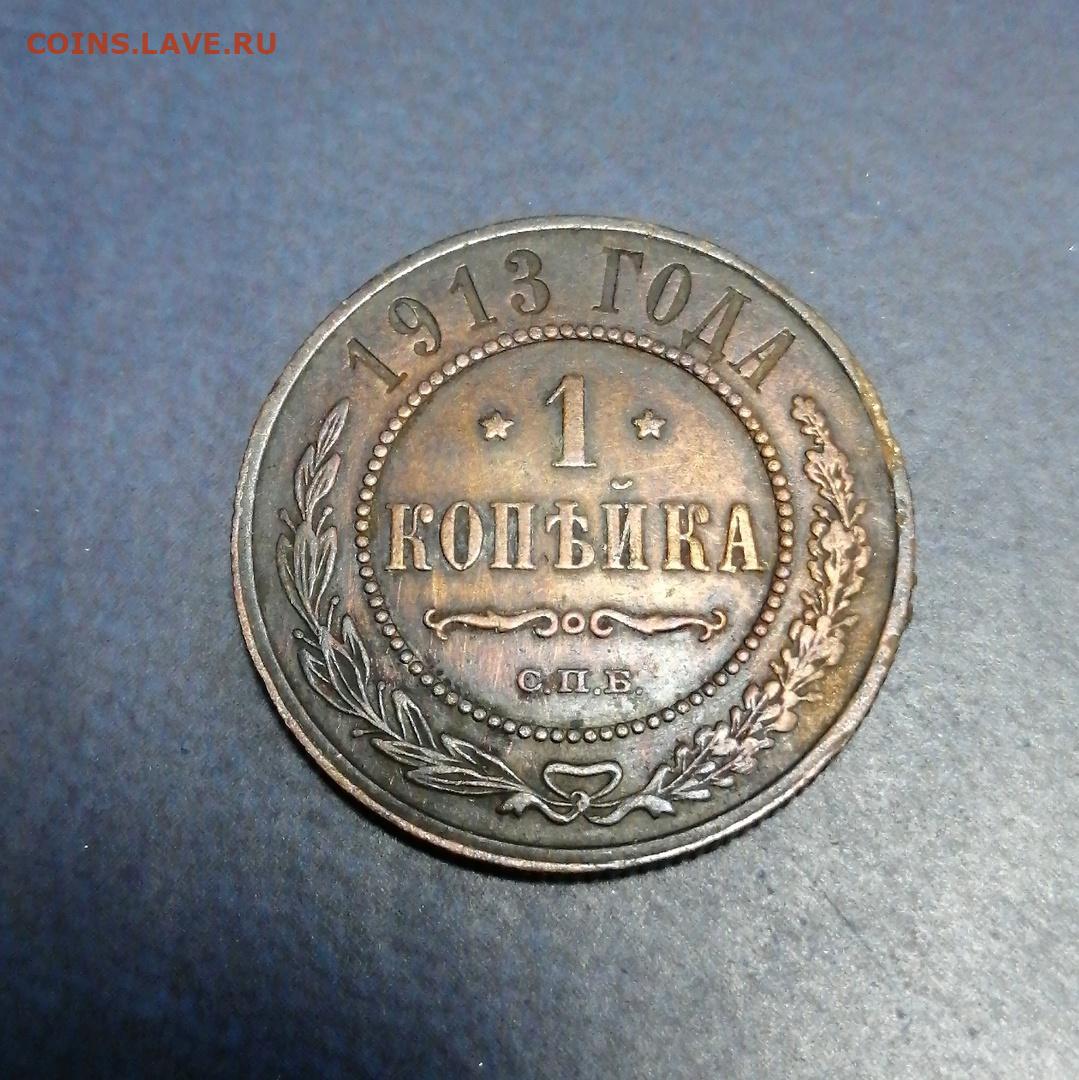 COINS.LAVE.RU
1913 ГОДА
* 1 *
КОПѢЙКА
С.П.Б.